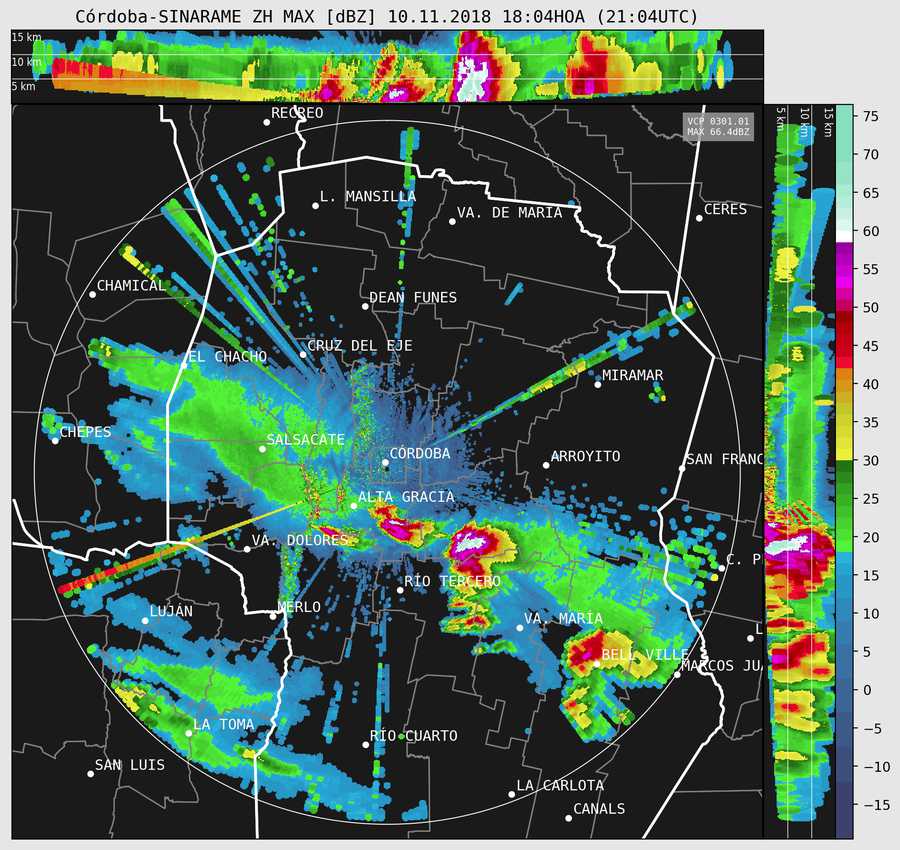 Córdoba-SINARAME ZH MAX [dBZ] 10.11.2018 18:04HOA (21:04UTC)
15 km
10 km
5 km
5 km
10 km
15 km
VCP 0301.01
MAX 66.4dBZ
RECREO
L. MANSILLA
VA. DE MARIA
CERES
CHAMICAL
DEAN FUNES
CRUZ DEL EJE
EL CHACHO
MIRAMAR
CHEPES
SALSACATE
CÓRDOBA
ARROYITO
SAN FRANC
ALTA GRACIA
VA. DOLORES
C. P
RÍO TERCERO
LUJÁN
MERLO
VA. MARÍA
L
BELL VILLE
MARCOS JU
LA TOMA
RÍO CUARTO
SAN LUIS
LA CARLOTA
CANALS
75
70
65
60
55
50
45
40
35
30
25
20
15
10
5
0
−5
−10
−15